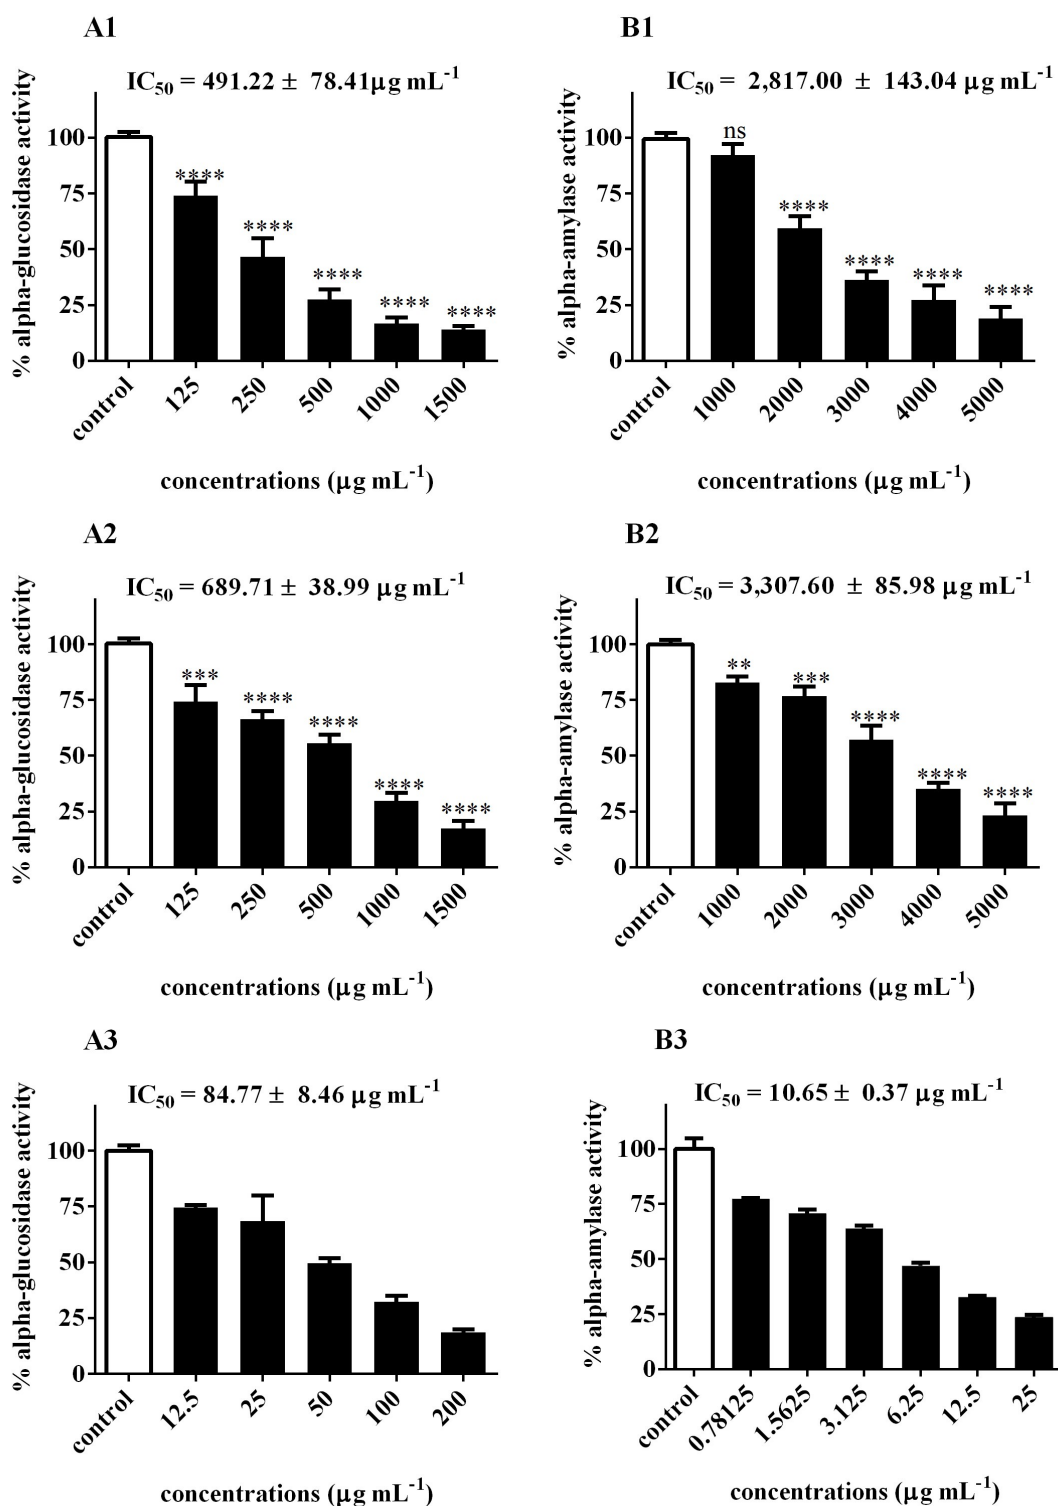 A1
IC50 = 491.22 ± 78.41µg mL-1
% alpha-glucosidase activity
100
75
50
25
0
**** **** **** **** ****
control 125 250 500 1000 1500
concentrations (µg mL-1)
B1
IC50 = 2,817.00 ± 143.04 µg mL-1
% alpha-amylase activity
100
75
50
25
0
ns **** **** **** ****
control 1000 2000 3000 4000 5000
concentrations (µg mL-1)
A2
IC50 = 689.71 ± 38.99 µg mL-1
% alpha-glucosidase activity
100
75
50
25
0
*** **** **** **** ****
control 125 250 500 1000 1500
concentrations (µg mL-1)
B2
IC50 = 3,307.60 ± 85.98 µg mL-1
% alpha-amylase activity
100
75
50
25
0
** *** **** **** ****
control 1000 2000 3000 4000 5000
concentrations (µg mL-1)
A3
IC50 = 84.77 ± 8.46 µg mL-1
% alpha-glucosidase activity
100
75
50
25
0
control 12.5 25 50 100 200
concentrations (µg mL-1)
B3
IC50 = 10.65 ± 0.37 µg mL-1
% alpha-amylase activity
100
75
50
25
0
control 0.78125 1.5625 3.125 6.25 12.5 25
concentrations (µg mL-1)